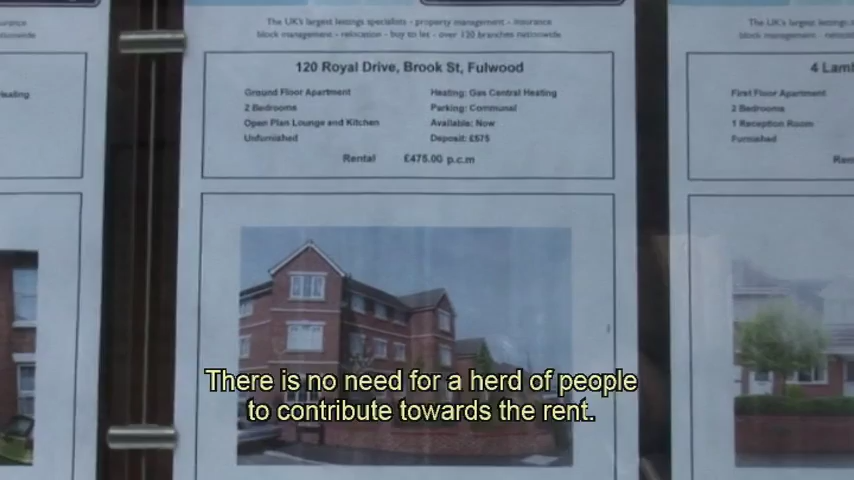 The UK's largest lettings specialists - property management - insurance
block management - relocation - buy to let - over 120 branches nationwide
120 Royal Drive, Brook St, Fulwood
Ground Floor Apartment
2 Bedrooms
Open Plan Lounge and Kitchen
Unfurnished
Heating: Gas Central Heating
Parking: Communal
Available: Now
Deposit: £575
Rental £475.00 p.c.m
insurance
nationwide
Heating
The UK's largest lettings
block management - relocation
4
First Floor Apartment
2 Bedrooms
1 Reception Room
Furnished
There is no need for a herd of people
to contribute towards the rent.